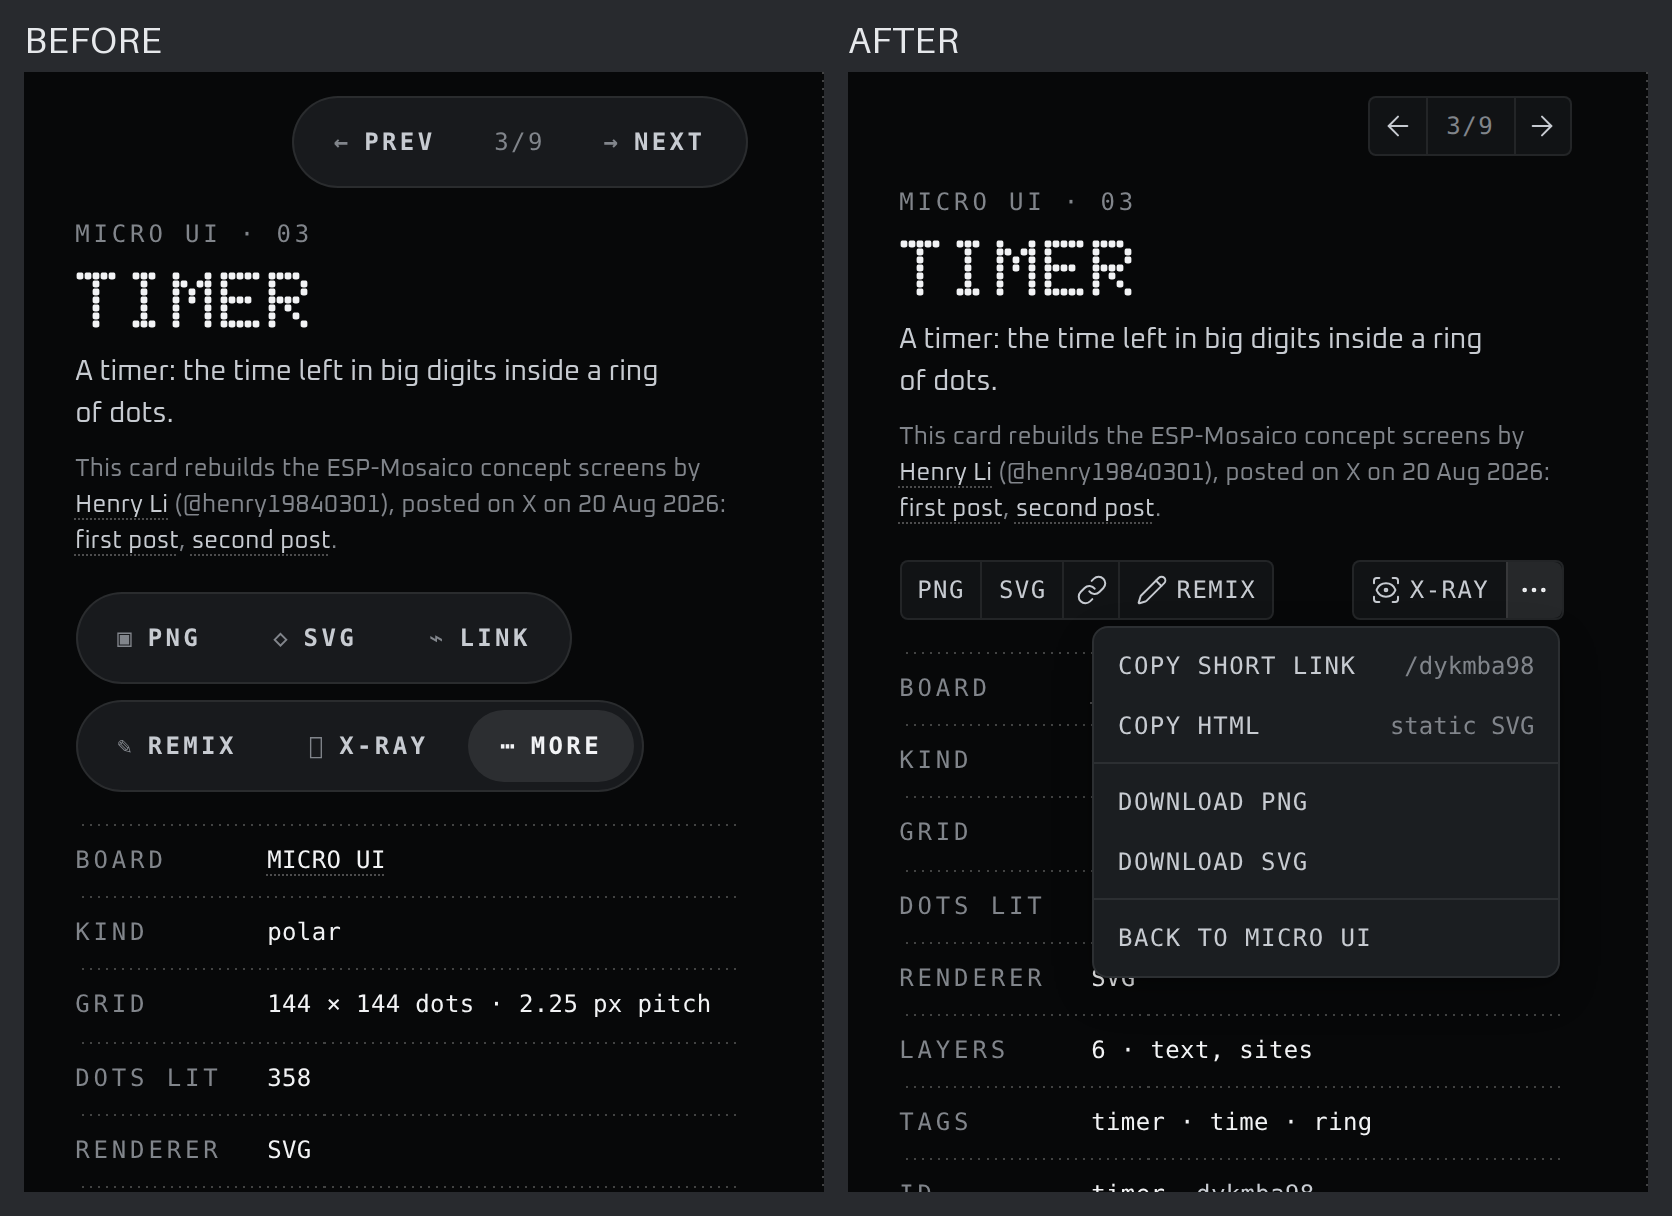 BEFORE
← PREV 3/9 → NEXT
MICRO UI · 03
TIMER
A timer: the time left in big digits inside a ring
of dots.
This card rebuilds the ESP-Mosaico concept screens by
Henry Li (@henry19840301), posted on X on 20 Aug 2026:
first post, second post.
PNG SVG LINK
REMIX X-RAY ⋯ MORE
BOARD MICRO UI
KIND polar
GRID 144 × 144 dots · 2.25 px pitch
DOTS LIT 358
RENDERER SVG
AFTER
← 3/9 →
MICRO UI · 03
TIMER
A timer: the time left in big digits inside a ring
of dots.
This card rebuilds the ESP-Mosaico concept screens by
Henry Li (@henry19840301), posted on X on 20 Aug 2026:
first post, second post.
PNG SVG REMIX X-RAY ⋯
COPY SHORT LINK /dykmba98
COPY HTML static SVG
DOWNLOAD PNG
DOWNLOAD SVG
BACK TO MICRO UI
BOARD
KIND
GRID
DOTS LIT
RENDERER SVG
LAYERS 6 · text, sites
TAGS timer · time · ring
ID timer dykmba98